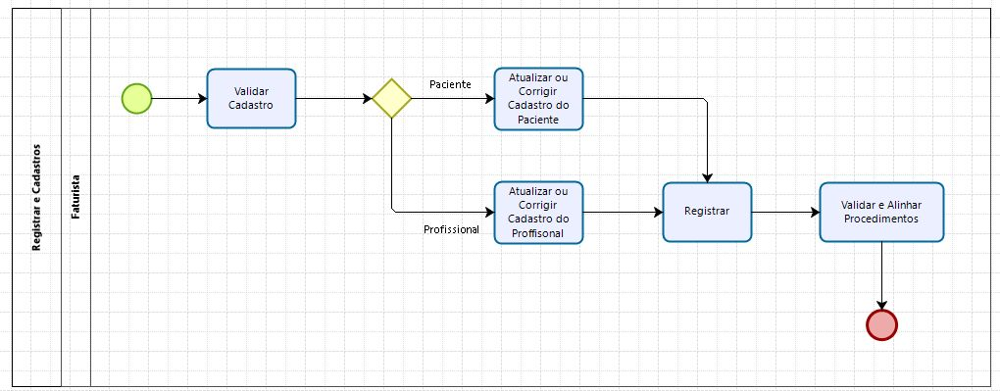 Registrar e Cadastros
Faturista
Validar
Cadastro
Paciente
Atualizar ou
Corrigir
Cadastro do
Paciente
Profissional
Atualizar ou
Corrigir
Cadastro do
Proffisonal
Registrar
Validar e Alinhar
Procedimentos